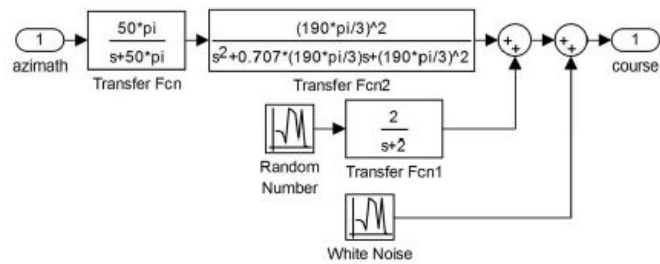 1
azimath
50*pi
s+50*pi
Transfer Fcn
(190*pi/3)^2
s²+0.707*(190*pi/3)s+(190*pi/3)^2
Transfer Fcn2
+
+
+
+
1
course
Random
Number
2
s+2
Transfer Fcn1
White Noise